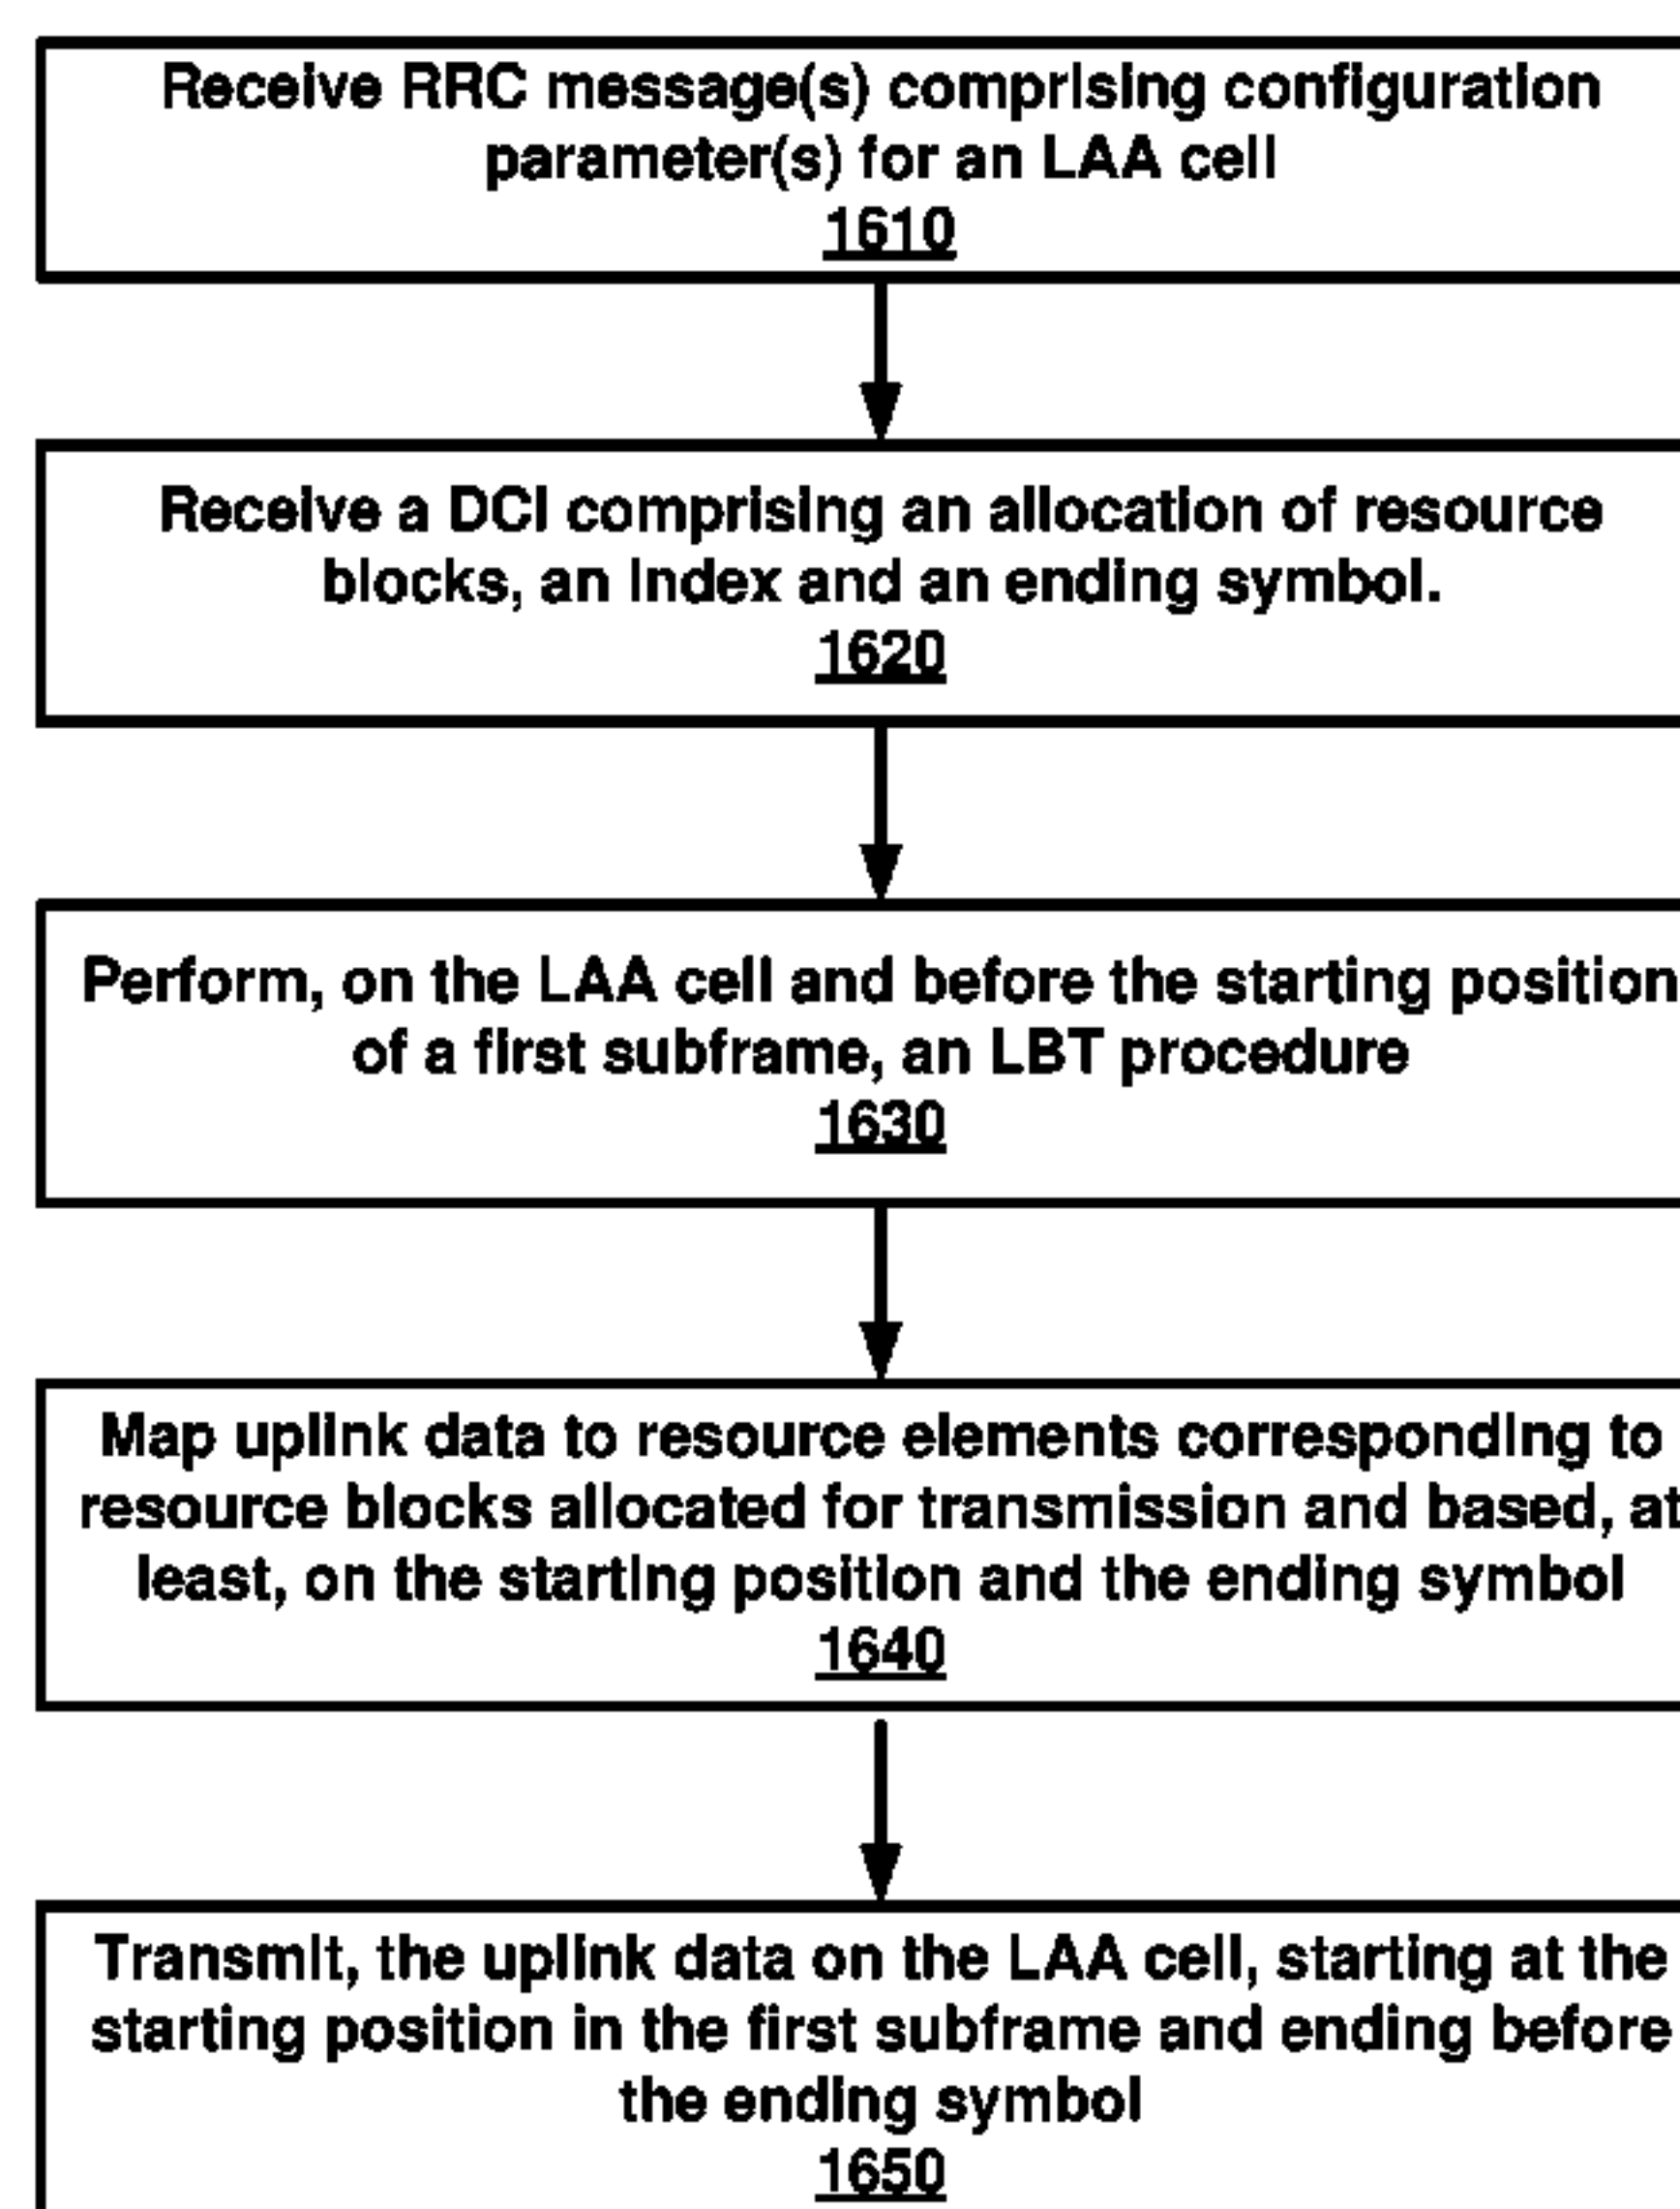 Receive RRC message(s) comprising configuration
parameter(s) for an LAA cell
1610
Receive a DCI comprising an allocation of resource
blocks, an index and an ending symbol.
1620
Perform, on the LAA cell and before the starting position
of a first subframe, an LBT procedure
1630
Map uplink data to resource elements corresponding to
resource blocks allocated for transmission and based, at
least, on the starting position and the ending symbol
1640
Transmit, the uplink data on the LAA cell, starting at the
starting position in the first subframe and ending before
the ending symbol
1650